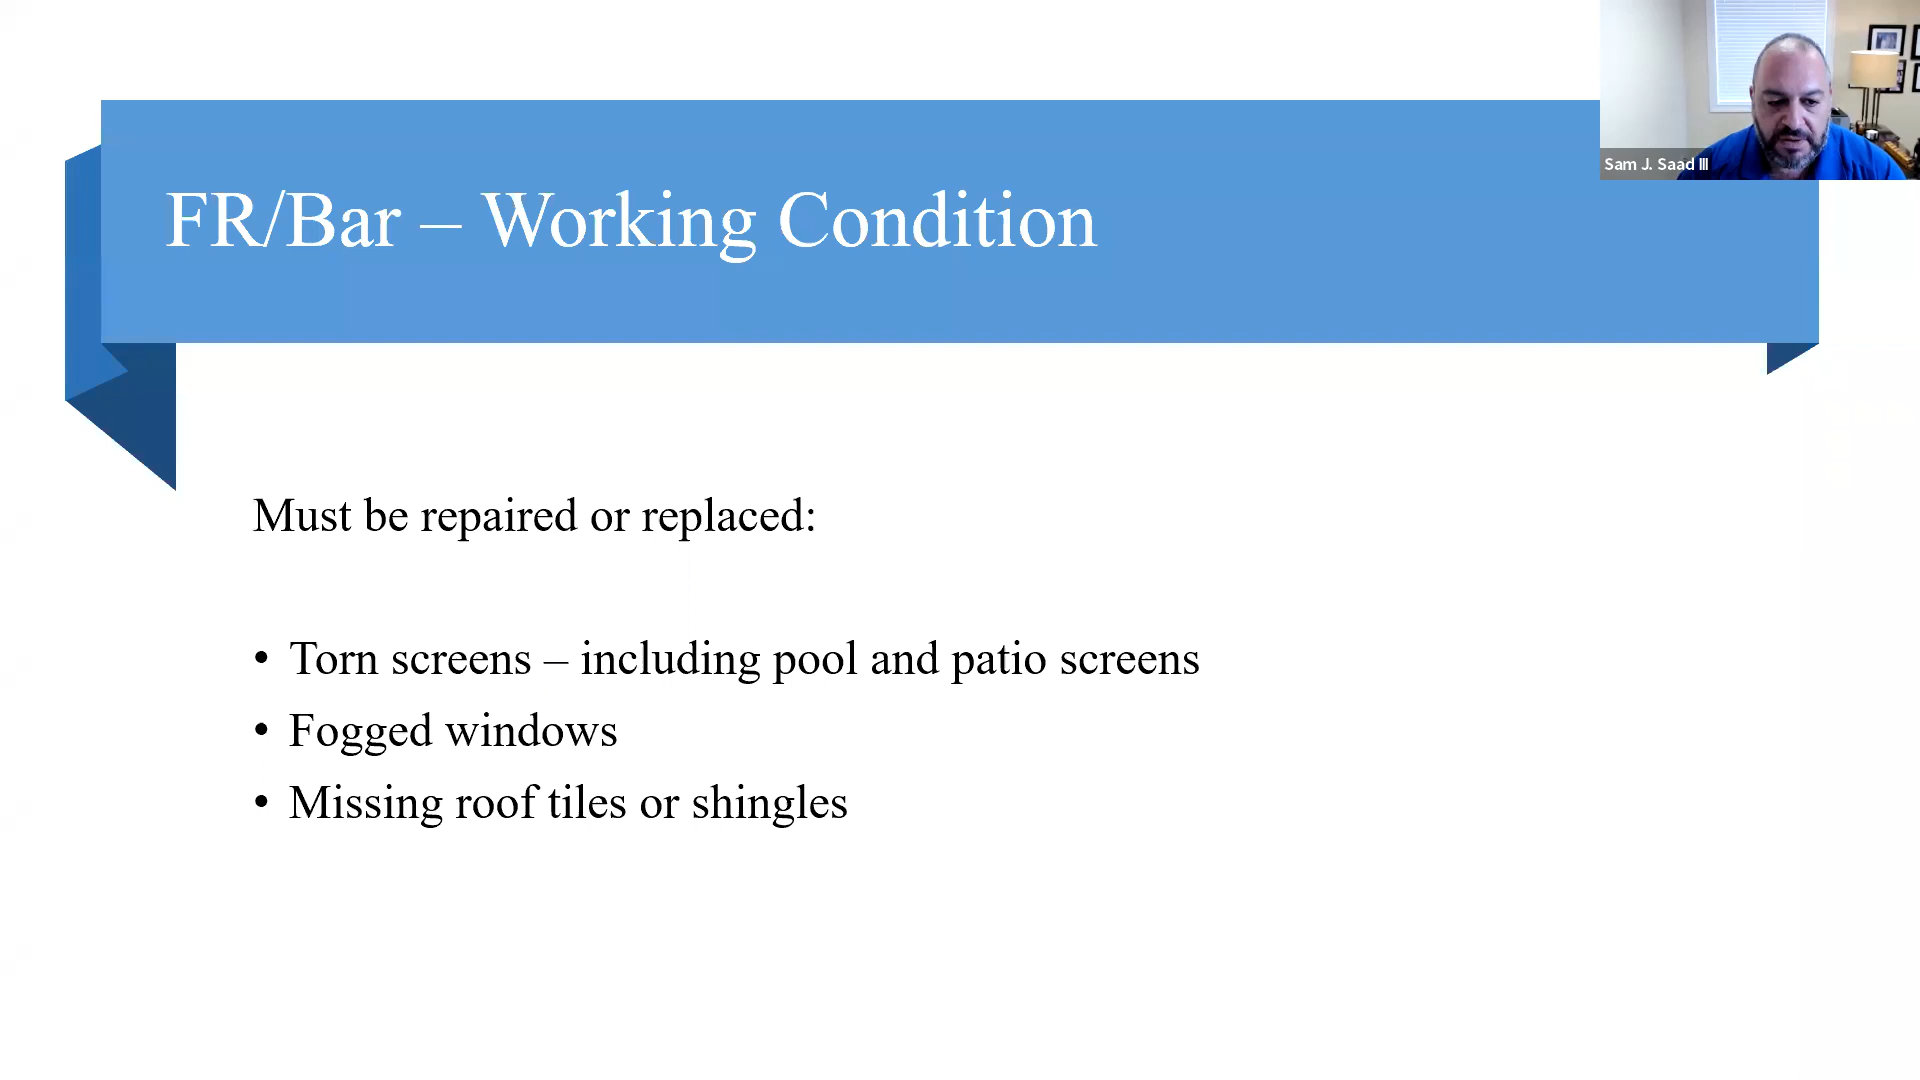 FR/Bar – Working Condition
Sam J. Saad III
Must be repaired or replaced:
• Torn screens – including pool and patio screens
• Fogged windows
• Missing roof tiles or shingles